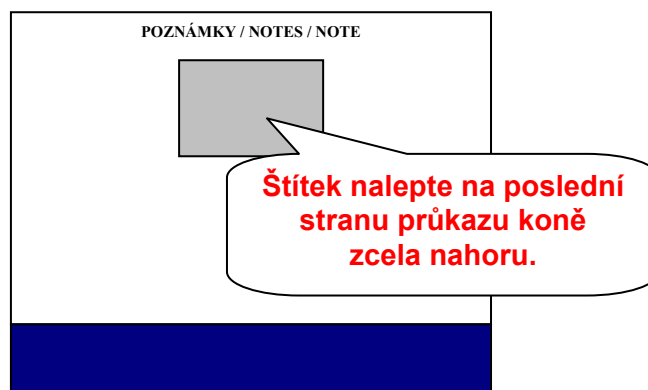 POZNÁMKY / NOTES / NOTE
Štítek nalepte na poslední
stranu průkazu koně
zcela nahoru.